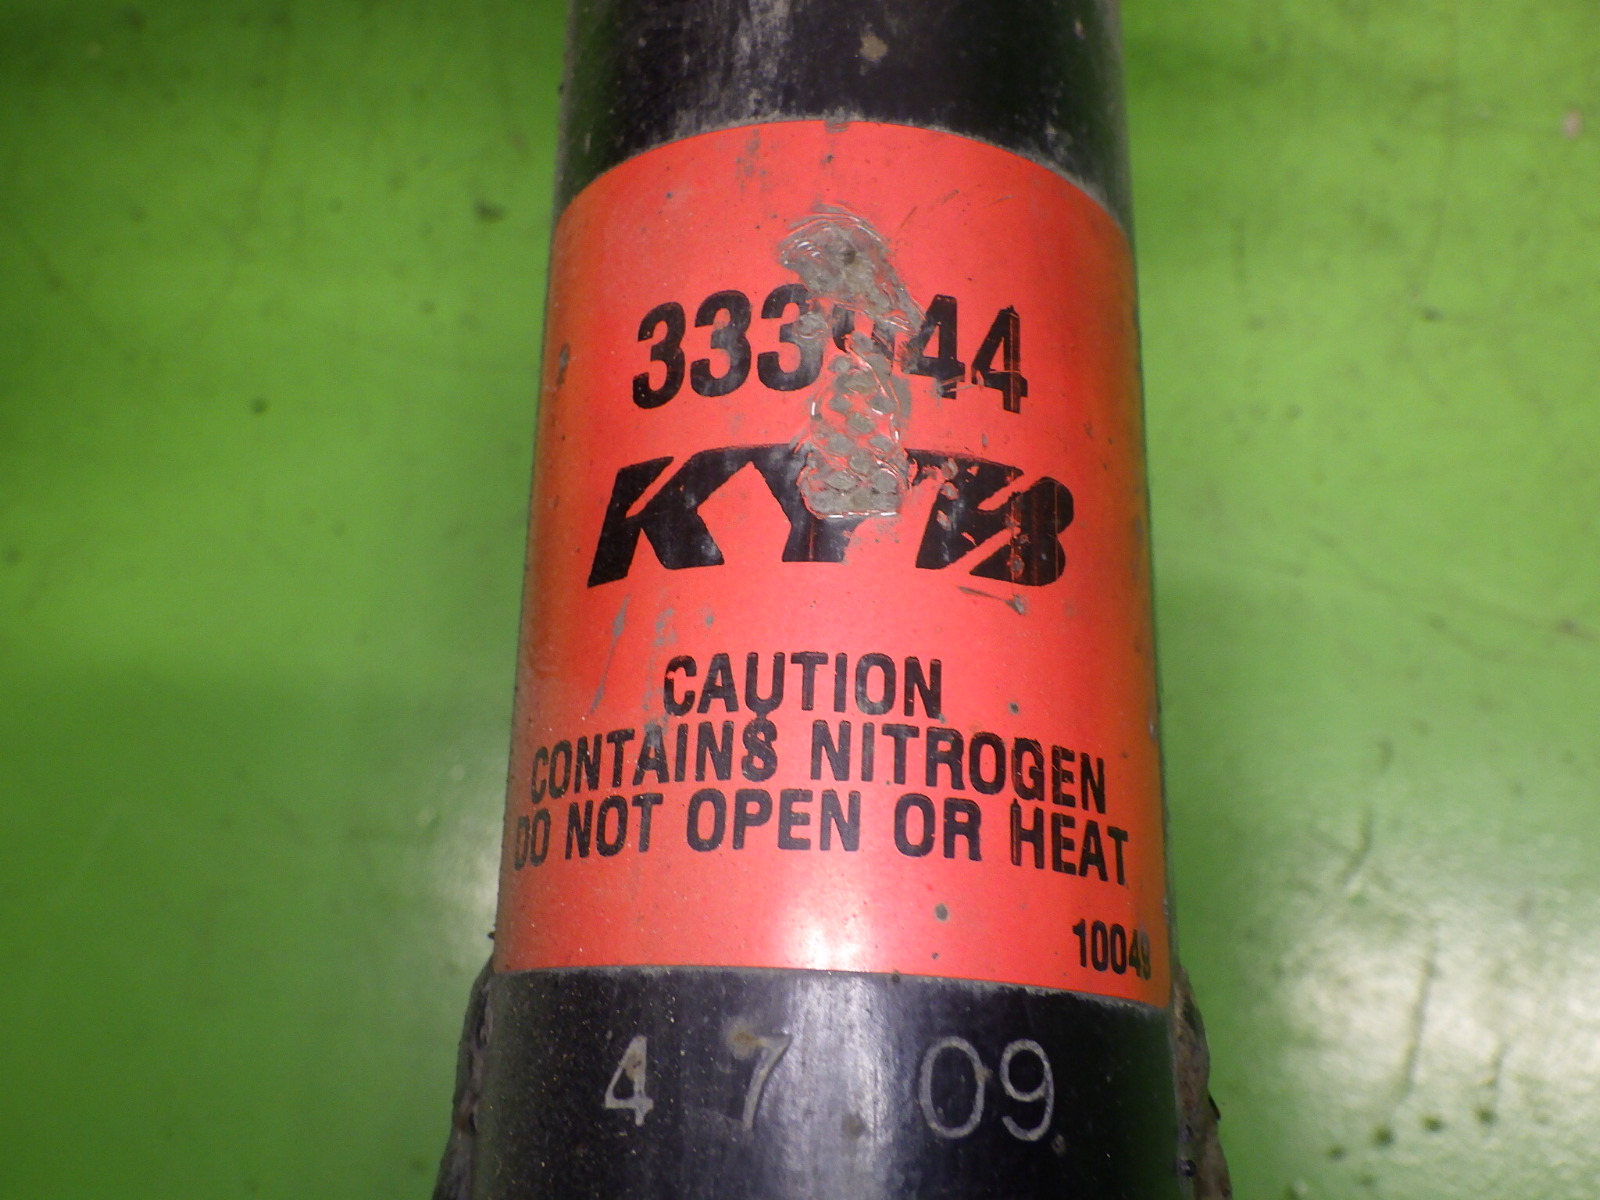 KYB
CAUTION
CONTAINS NITROGEN
DO NOT OPEN OR HEAT
10049
4 7 09